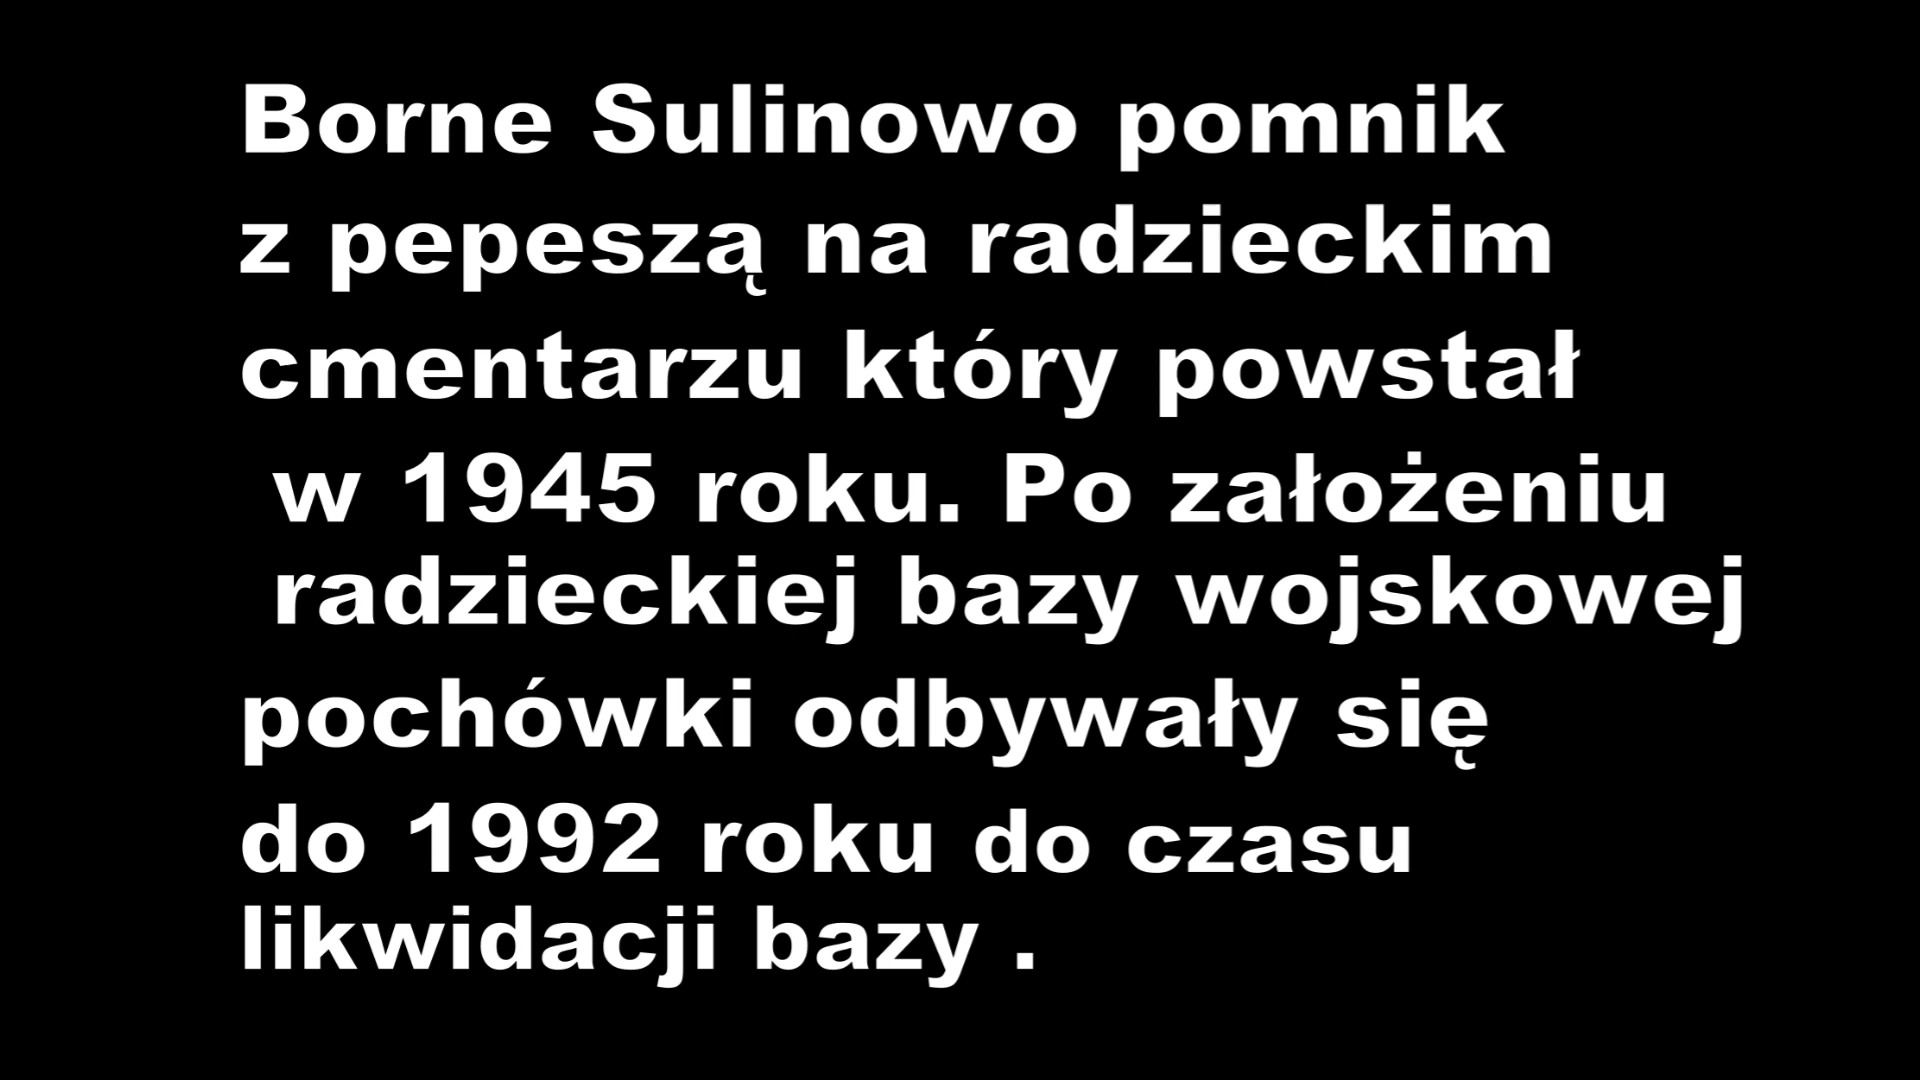 Borne Sulinowo pomnik
z pepeszą na radzieckim
cmentarzu który powstał
w 1945 roku. Po założeniu
radzieckiej bazy wojskowej
pochówki odbywały się
do 1992 roku do czasu
likwidacji bazy .